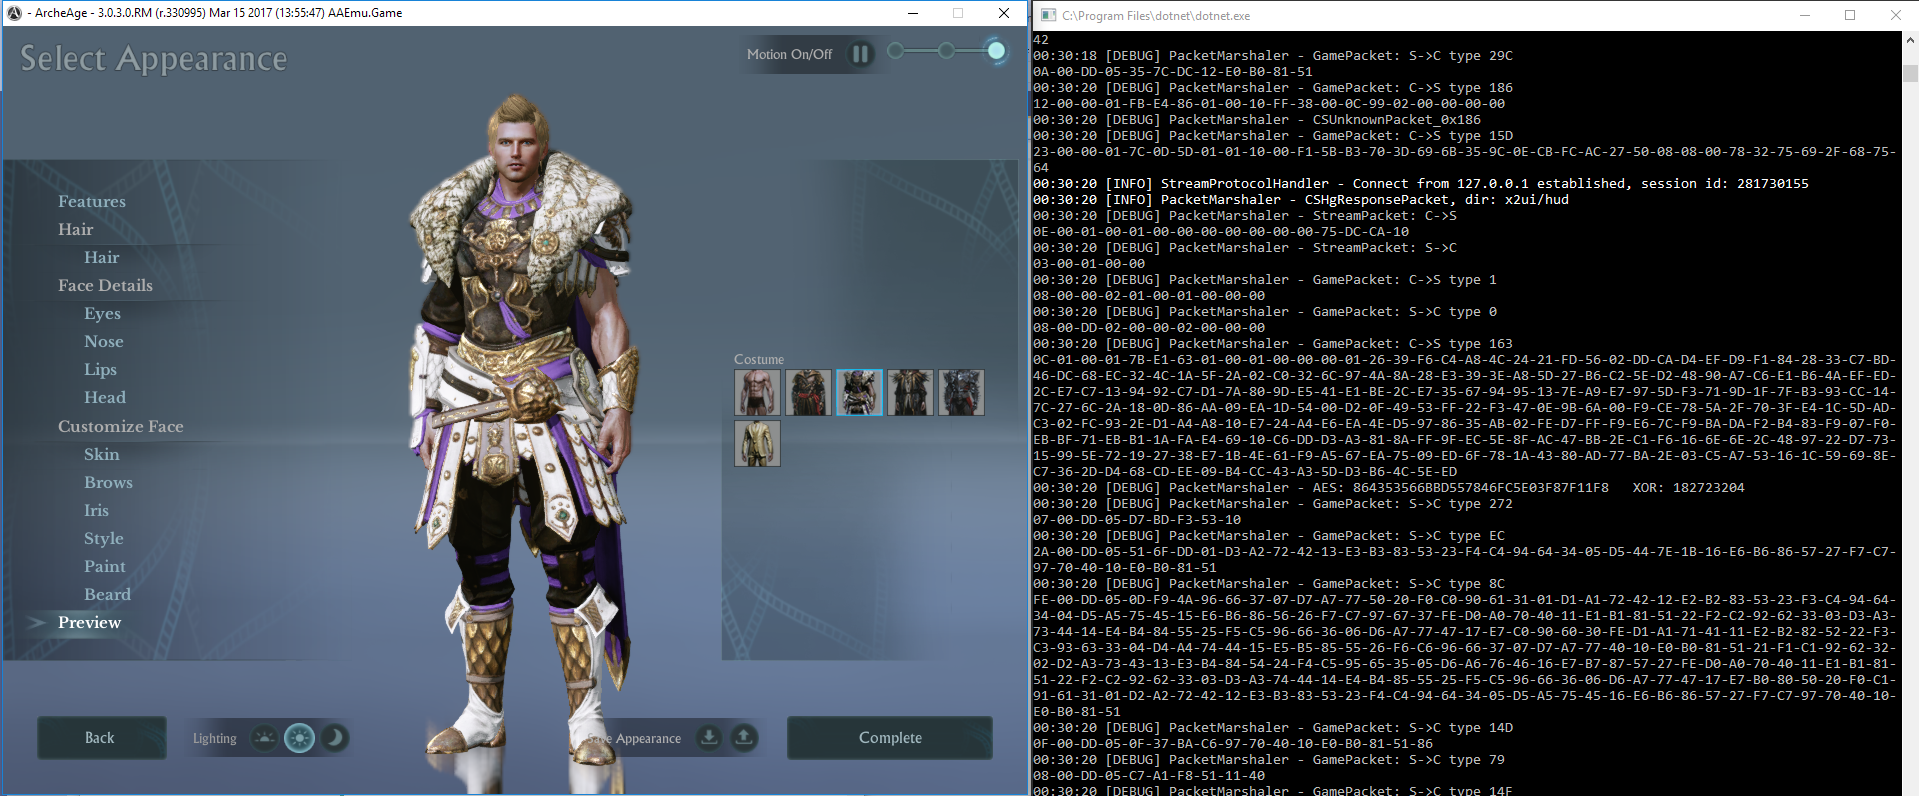 - ArcheAge - 3.0.3.0.RM (r.330995) Mar 15 2017 (13:55:47) AAEmu.Game
Select Appearance
Motion On/Off
Features
Hair
Hair
Face Details
Eyes
Nose
Lips
Head
Customize Face
Skin
Brows
Iris
Style
Paint
Beard
Preview
Costume
Back
Lighting
Save Appearance
Complete
C:\Program Files\dotnet\dotnet.exe
42
00:30:18 [DEBUG] PacketMarshaler - GamePacket: S->C type 29C
0A-00-DD-05-35-7C-DC-12-E0-B0-81-51
00:30:20 [DEBUG] PacketMarshaler - GamePacket: C->S type 186
12-00-00-01-FB-E4-86-01-00-10-FF-38-00-0C-99-02-00-00-00-00
00:30:20 [DEBUG] PacketMarshaler - CSUnknownPacket_0x186
00:30:20 [DEBUG] PacketMarshaler - GamePacket: C->S type 15D
23-00-00-01-7C-0D-5D-01-01-10-00-F1-5B-B3-70-3D-69-6B-35-9C-0E-CB-FC-AC-27-50-08-08-00-78-32-75-69-2F-68-75-
64
00:30:20 [INFO] StreamProtocolHandler - Connect from 127.0.0.1 established, session id: 281730155
00:30:20 [INFO] PacketMarshaler - CSHgResponsePacket, dir: x2ui/hud
00:30:20 [DEBUG] PacketMarshaler - StreamPacket: C->S
0E-00-01-00-01-00-00-00-00-00-00-00-75-DC-CA-10
00:30:20 [DEBUG] PacketMarshaler - StreamPacket: S->C
03-00-01-00-00
00:30:20 [DEBUG] PacketMarshaler - GamePacket: C->S type 1
08-00-00-02-01-00-01-00-00-00
00:30:20 [DEBUG] PacketMarshaler - GamePacket: S->C type 0
08-00-DD-02-00-00-02-00-00-00
00:30:20 [DEBUG] PacketMarshaler - GamePacket: C->S type 163
0C-01-00-01-7B-E1-63-01-00-01-00-00-00-01-26-39-F6-C4-A8-4C-24-21-FD-56-02-DD-CA-D4-EF-D9-F1-84-28-33-C7-BD-
46-DC-68-EC-32-4C-1A-5F-2A-02-C0-32-6C-97-4A-8A-28-E3-39-3E-A8-5D-27-B6-C2-5E-D2-48-90-A7-C6-E1-B6-4A-EF-ED-
2C-E7-C7-13-94-92-C7-D1-7A-80-9D-E5-41-E1-BE-2C-E7-35-67-94-95-13-7E-A9-E7-97-5D-F3-71-9D-1F-7F-B3-93-CC-14-
7C-27-6C-2A-18-0D-86-AA-09-EA-1D-54-00-D2-0F-49-53-FF-22-F3-47-0E-9B-6A-00-F9-CE-78-5A-2F-70-3F-E4-1C-5D-AD-
C3-02-FC-93-2E-D1-A4-A8-10-E7-24-A4-E6-EA-4E-D5-97-86-35-AB-02-FE-D7-FF-F9-E6-7C-F9-BA-DA-F2-B4-83-F9-07-F0-
EB-BF-71-EB-B1-1A-FA-E4-69-10-C6-DD-D3-A3-81-8A-FF-9F-EC-5E-8F-AC-47-BB-2E-C1-F6-16-6E-6E-2C-48-97-22-D7-73-
15-99-5E-72-19-27-38-E7-1B-4E-61-F9-A5-67-EA-75-09-ED-6F-78-1A-43-80-AD-77-BA-2E-03-C5-A7-53-16-1C-59-69-8E-
C7-36-2D-D4-68-CD-EE-09-B4-CC-43-A3-5D-D3-B6-4C-5E-ED
00:30:20 [DEBUG] PacketMarshaler - AES: 864353566BBD557846FC5E03F87F11F8   XOR: 182723204
00:30:20 [DEBUG] PacketMarshaler - GamePacket: S->C type 272
07-00-DD-05-D7-BD-F3-53-10
00:30:20 [DEBUG] PacketMarshaler - GamePacket: S->C type EC
2A-00-DD-05-51-6F-DD-01-D3-A2-72-42-13-E3-B3-83-53-23-F4-C4-94-64-34-05-D5-44-7E-1B-16-E6-B6-86-57-27-F7-C7-
97-70-40-10-E0-B0-81-51
00:30:20 [DEBUG] PacketMarshaler - GamePacket: S->C type 8C
FE-00-DD-05-0D-F9-4A-96-66-37-07-D7-A7-77-50-20-F0-C0-90-61-31-01-D1-A1-72-42-12-E2-B2-83-53-23-F3-C4-94-64-
34-04-D5-A5-75-45-15-E6-B6-86-56-26-F7-C7-97-67-37-FE-D0-A0-70-40-11-E1-B1-81-51-22-F2-C2-92-62-33-03-D3-A3-
73-44-14-E4-B4-84-55-25-F5-C5-96-66-36-06-D6-A7-77-47-17-E7-C0-90-60-30-FE-D1-A1-71-41-11-E2-B2-82-52-22-F3-
C3-93-63-33-04-D4-A4-74-44-15-E5-B5-85-55-26-F6-C6-96-66-37-07-D7-A7-77-40-10-E0-B0-81-51-21-F1-C1-92-62-32-
02-D2-A3-73-43-13-E3-B4-84-54-24-F4-C5-95-65-35-05-D6-A6-76-46-16-E7-B7-87-57-27-FE-D0-A0-70-40-11-E1-B1-81-
51-22-F2-C2-92-62-33-03-D3-A3-74-44-14-E4-B4-85-55-25-F5-C5-96-66-36-06-D6-A7-77-47-17-E7-B0-80-50-20-F0-C1-
91-61-31-01-D2-A2-72-42-12-E3-B3-83-53-23-F4-C4-94-64-34-05-D5-A5-75-45-16-E6-B6-86-57-27-F7-C7-97-70-40-10-
E0-B0-81-51
00:30:20 [DEBUG] PacketMarshaler - GamePacket: S->C type 14D
0F-00-DD-05-0F-37-BA-C6-97-70-40-10-E0-B0-81-51-86
00:30:20 [DEBUG] PacketMarshaler - GamePacket: S->C type 79
08-00-DD-05-C7-A1-F8-51-11-40
00:30:20 [DEBUG] PacketMarshaler - GamePacket: S->C type 14F